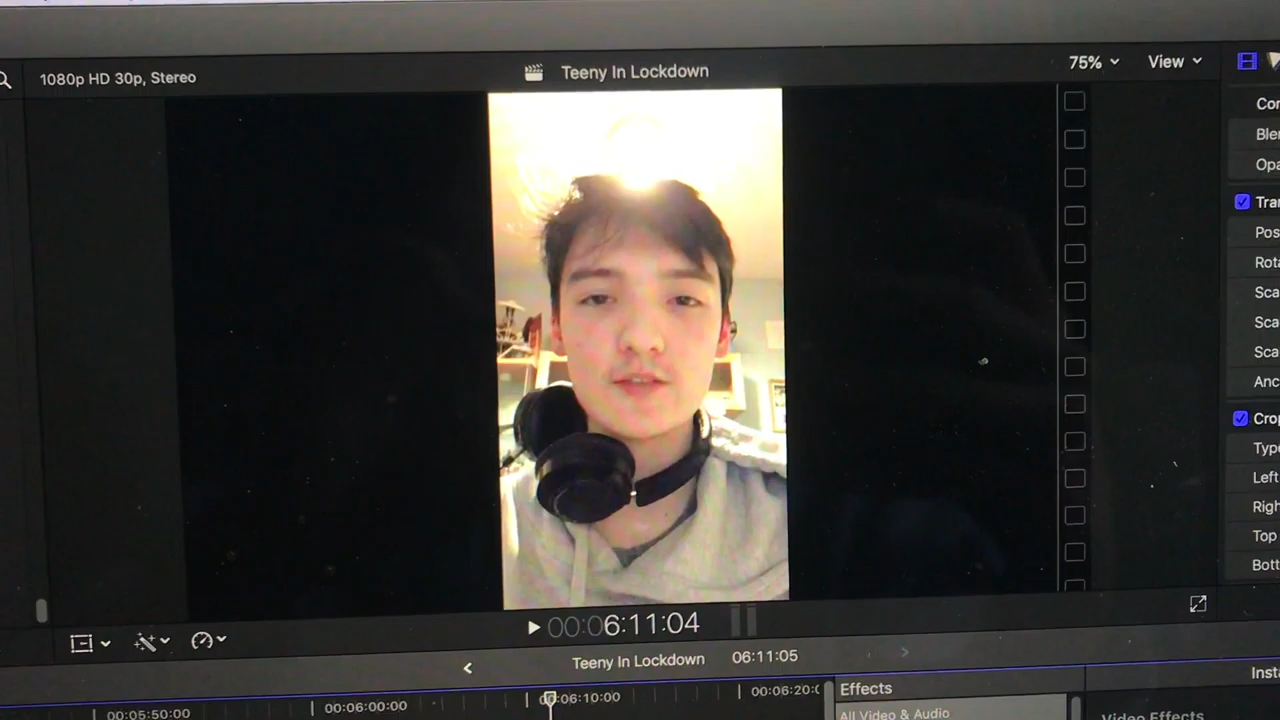 1080p HD 30p, Stereo
Teeny In Lockdown
75%
View
Cor
Ble
Opa
Tra
Pos
Rota
Sca
Sca
Sca
Anc
Crop
Type
Left
Righ
Top
Bott
00:06:11:04
Teeny In Lockdown
06:11:05
00:05:50:00
00:06:00:00
00:06:10:00
00:06:20:0
Effects
Insta
All Video & Audio
Video Effects